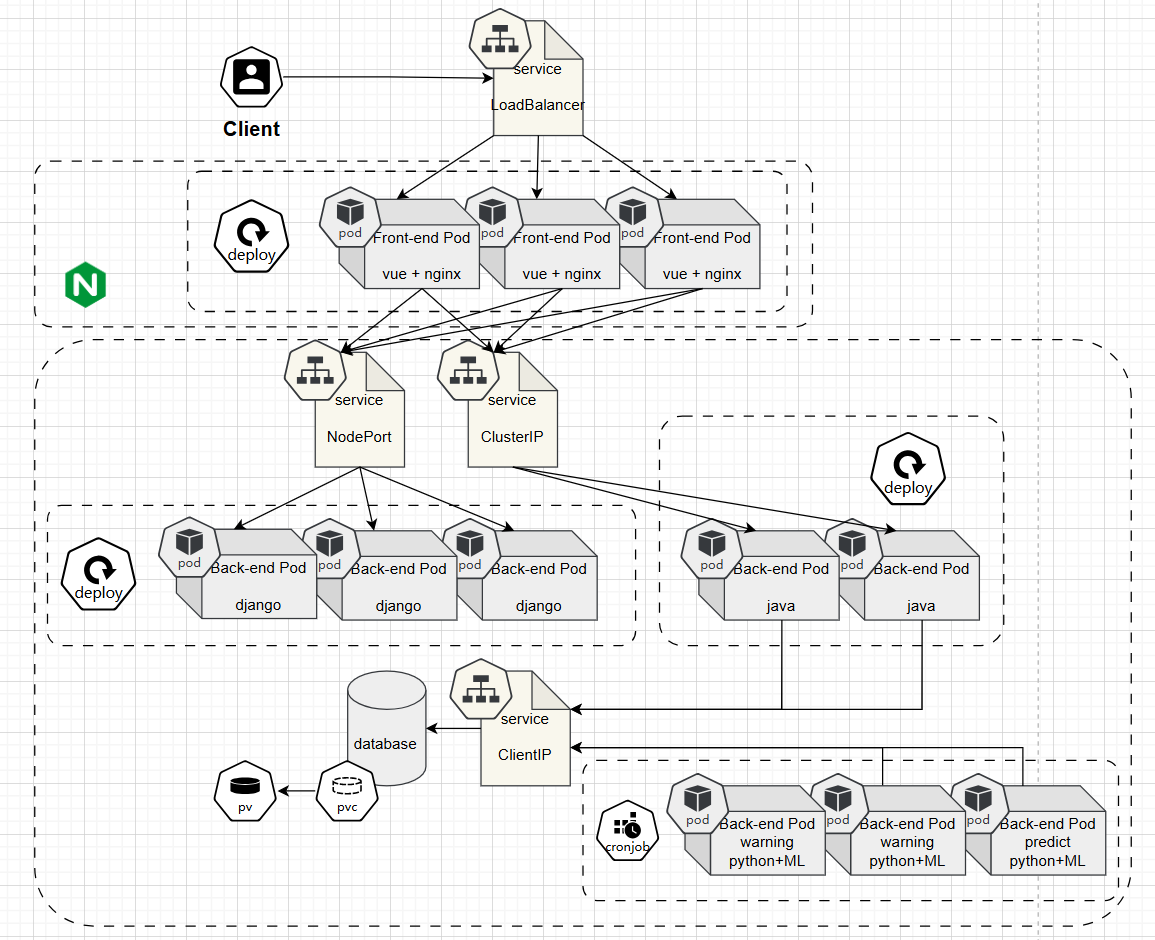 service
LoadBalancer
Client
pod
pod
pod
Front-end Pod
Front-end Pod
Front-end Pod
deploy
vue + nginx
vue + nginx
vue + nginx
N
service
service
NodePort
ClusterIP
deploy
pod
pod
pod
Back-end Pod
Back-end Pod
Back-end Pod
deploy
django
django
django
pod
pod
Back-end Pod
Back-end Pod
java
java
service
database
ClientIP
pv
pvc
pod
pod
pod
Back-end Pod
Back-end Pod
Back-end Pod
cronjob
warning
warning
predict
python+ML
python+ML
python+ML